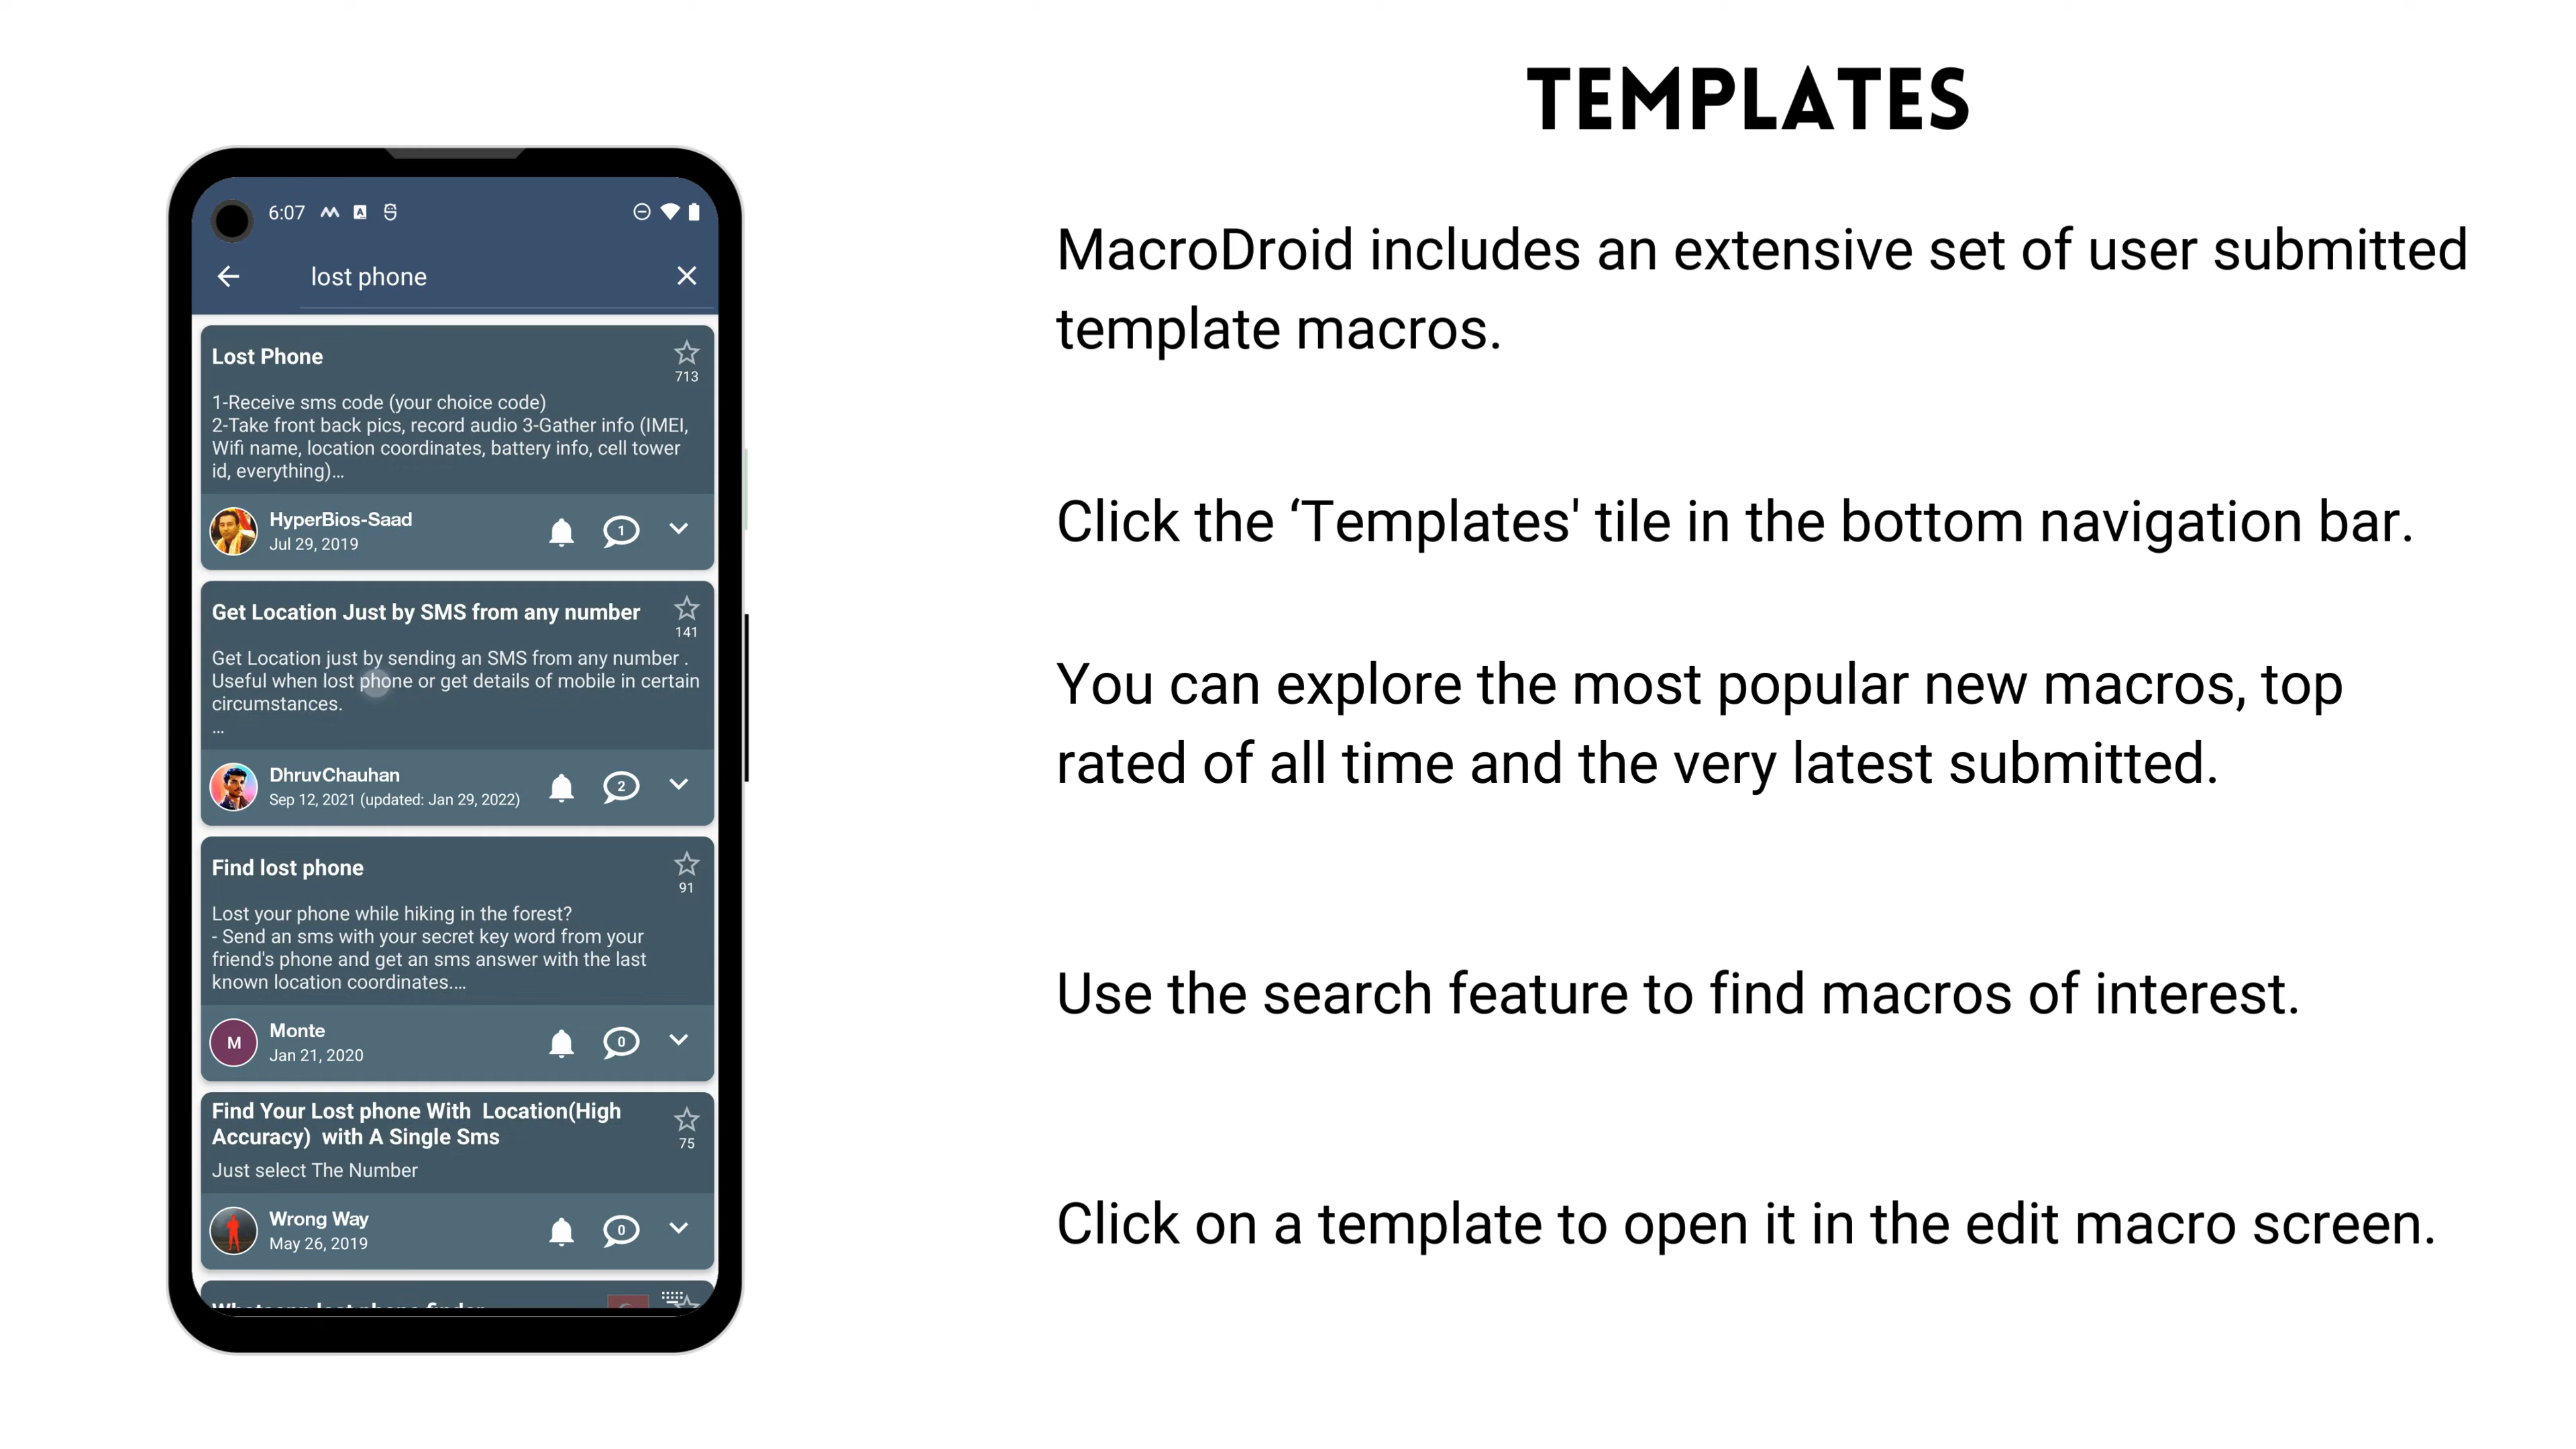 TEMPLATES
MacroDroid includes an extensive set of user submitted
template macros.
Click the ‘Templates' tile in the bottom navigation bar.
You can explore the most popular new macros, top
rated of all time and the very latest submitted.
Use the search feature to find macros of interest.
Click on a template to open it in the edit macro screen.
6:07
lost phone
Lost Phone
713
1-Receive sms code (your choice code)
2-Take front back pics, record audio 3-Gather info (IMEI,
Wifi name, location coordinates, battery info, cell tower
id, everything)...
HyperBios-Saad
1
Jul 29, 2019
Get Location Just by SMS from any number
141
Get Location just by sending an SMS from any number .
Useful when lost phone or get details of mobile in certain
circumstances.
...
DhruvChauhan
2
Sep 12, 2021 (updated: Jan 29, 2022)
Find lost phone
91
Lost your phone while hiking in the forest?
- Send an sms with your secret key word from your
friend's phone and get an sms answer with the last
known location coordinates....
M
Monte
0
Jan 21, 2020
Find Your Lost phone With  Location(High
Accuracy)  with A Single Sms
75
Just select The Number
Wrong Way
0
May 26, 2019
Whatsapp lost phone finder